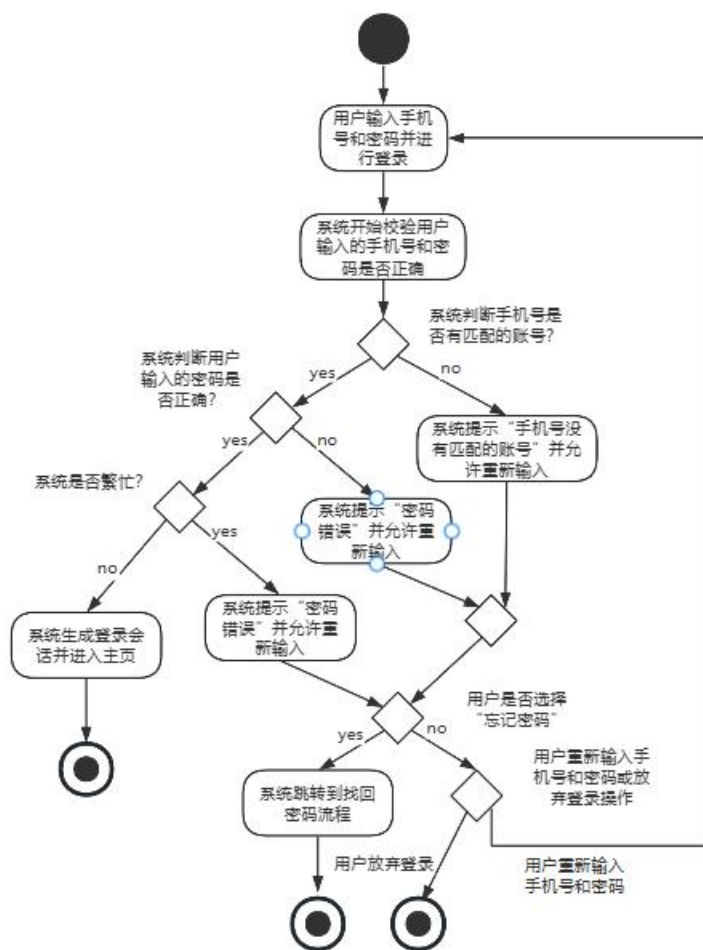 用户输入手机
号和密码并进
行登录
系统开始校验用户
输入的手机号和密
码是否正确
系统判断手机号是
否有匹配的账号?
系统判断用户
输入的密码是
否正确?
yes
no
yes
no
系统提示“手机号没
有匹配的账号”并允
许重新输入
系统是否繁忙?
系统提示“密码
错误”并允许重
新输入
yes
no
系统提示“密码
错误”并允许重
新输入
系统生成登录会
话并进入主页
用户是否选择
“忘记密码”
yes
no
用户重新输入手
机号和密码或放
弃登录操作
系统跳转到找回
密码流程
用户放弃登录
用户重新输入
手机号和密码